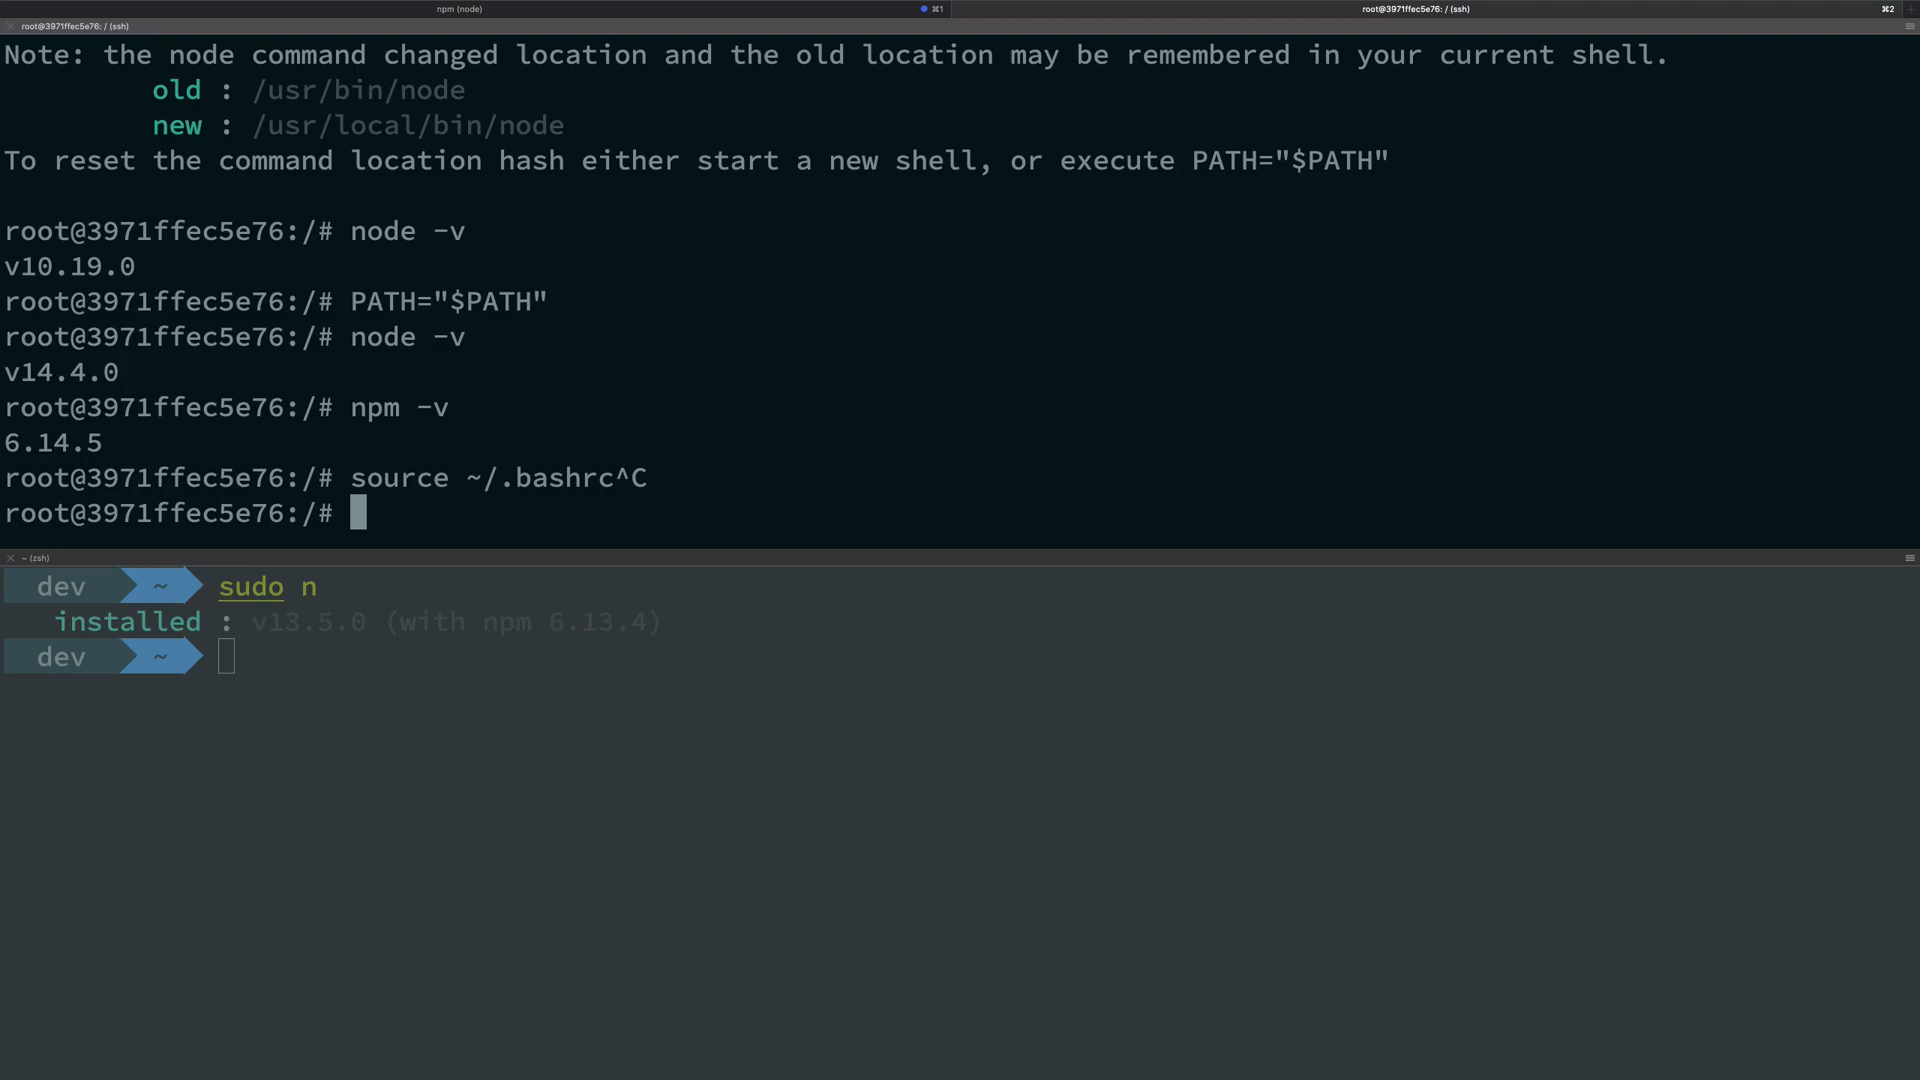 npm (node)
⌘1
root@3971ffec5e76: / (ssh)
⌘2
root@3971ffec5e76: / (ssh)
Note: the node command changed location and the old location may be remembered in your current shell.
old : /usr/bin/node
new : /usr/local/bin/node
To reset the command location hash either start a new shell, or execute PATH="$PATH"
root@3971ffec5e76:/# node -v
v10.19.0
root@3971ffec5e76:/# PATH="$PATH"
root@3971ffec5e76:/# node -v
v14.4.0
root@3971ffec5e76:/# npm -v
6.14.5
root@3971ffec5e76:/# source ~/.bashrc^C
root@3971ffec5e76:/#
~ (zsh)
dev ~ sudo n
installed : v13.5.0 (with npm 6.13.4)
dev ~